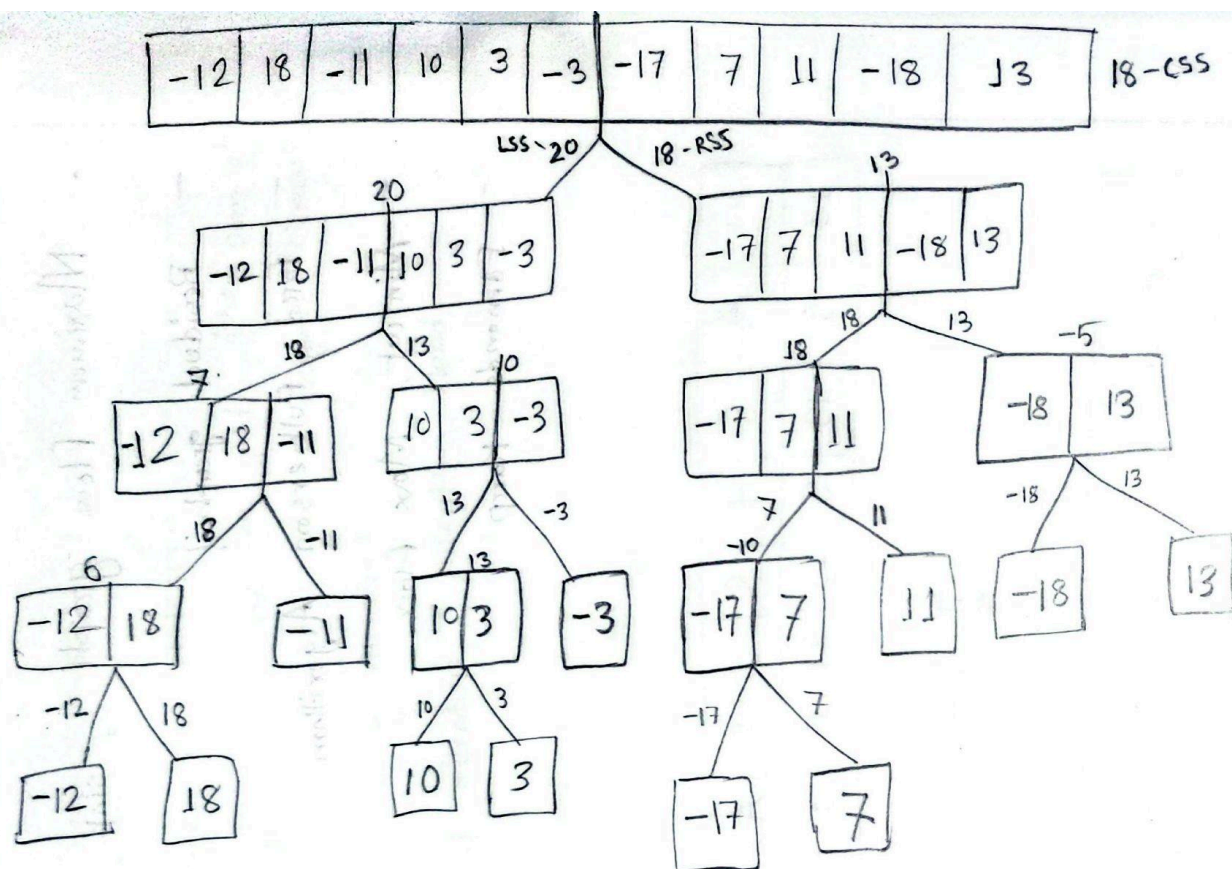 -12 18 -11 10 3 -3 -17 7 11 -18 13 18-CSS
LSS-20 18-RSS
20 13
-12 18 -11 10 3 -3 -17 7 11 -18 13
18 13 18 13
7 10 18 -5
-12 18 -11 10 3 -3 -17 7 11 -18 13
18 -11 13 -3 7 11 -18 13
6 13 -10
-12 18 -11 10 3 -3 -17 7 11 -18 13
-12 18 10 3 -17 7
-12 18 10 3 -17 7